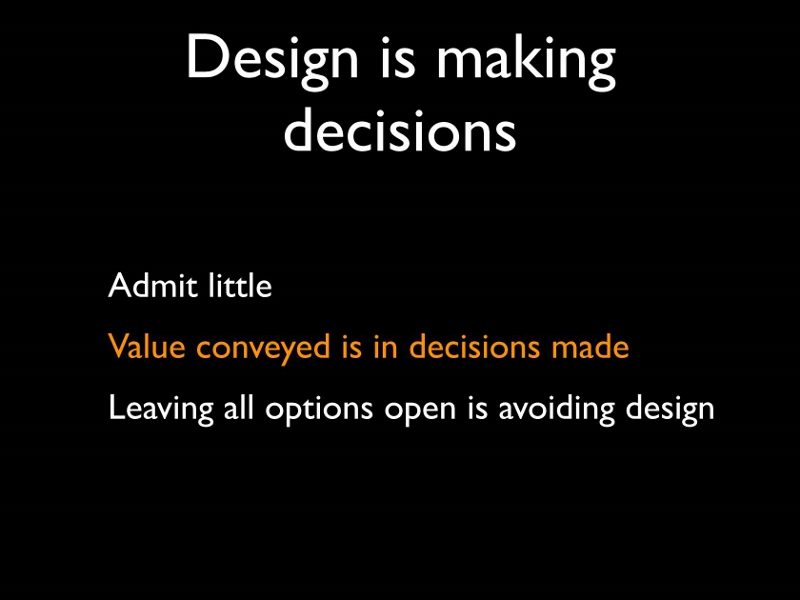 Design is making
decisions
Admit little
Value conveyed is in decisions made
Leaving all options open is avoiding design